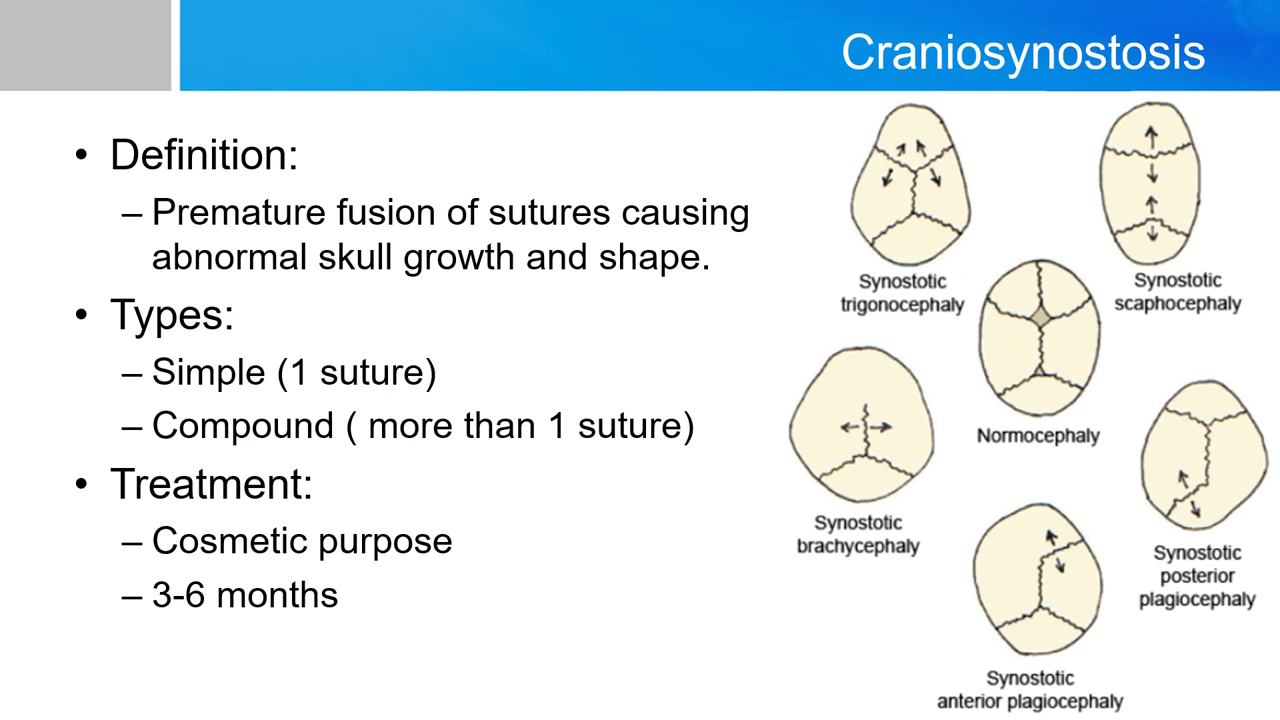 Craniosynostosis
• Definition:
– Premature fusion of sutures causing
abnormal skull growth and shape.
• Types:
– Simple (1 suture)
– Compound ( more than 1 suture)
• Treatment:
– Cosmetic purpose
– 3-6 months
Synostotic
trigonocephaly
Synostotic
scaphocephaly
Normocephaly
Synostotic
brachycephaly
Synostotic
posterior
plagiocephaly
Synostotic
anterior plagiocephaly